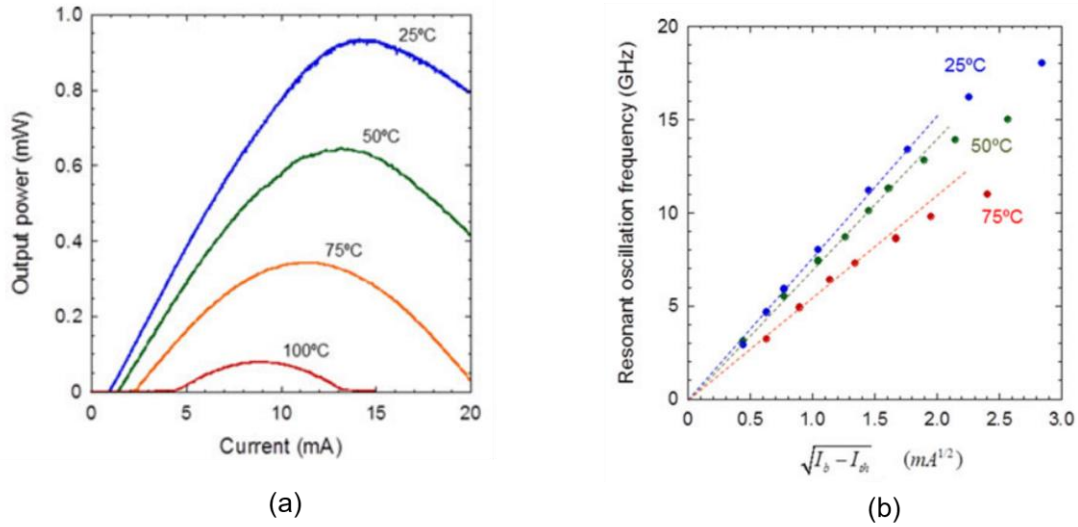 1.0
0.8
0.6
0.4
0.2
0
Output power (mW)
25ºC
50ºC
75ºC
100ºC
0
5
10
15
20
Current (mA)
(a)
20
15
10
5
0
Resonant oscillation frequency (GHz)
25ºC
50ºC
75ºC
0
0.5
1.0
1.5
2.0
2.5
3.0
√I_b − I_th (mA^1/2)
(b)